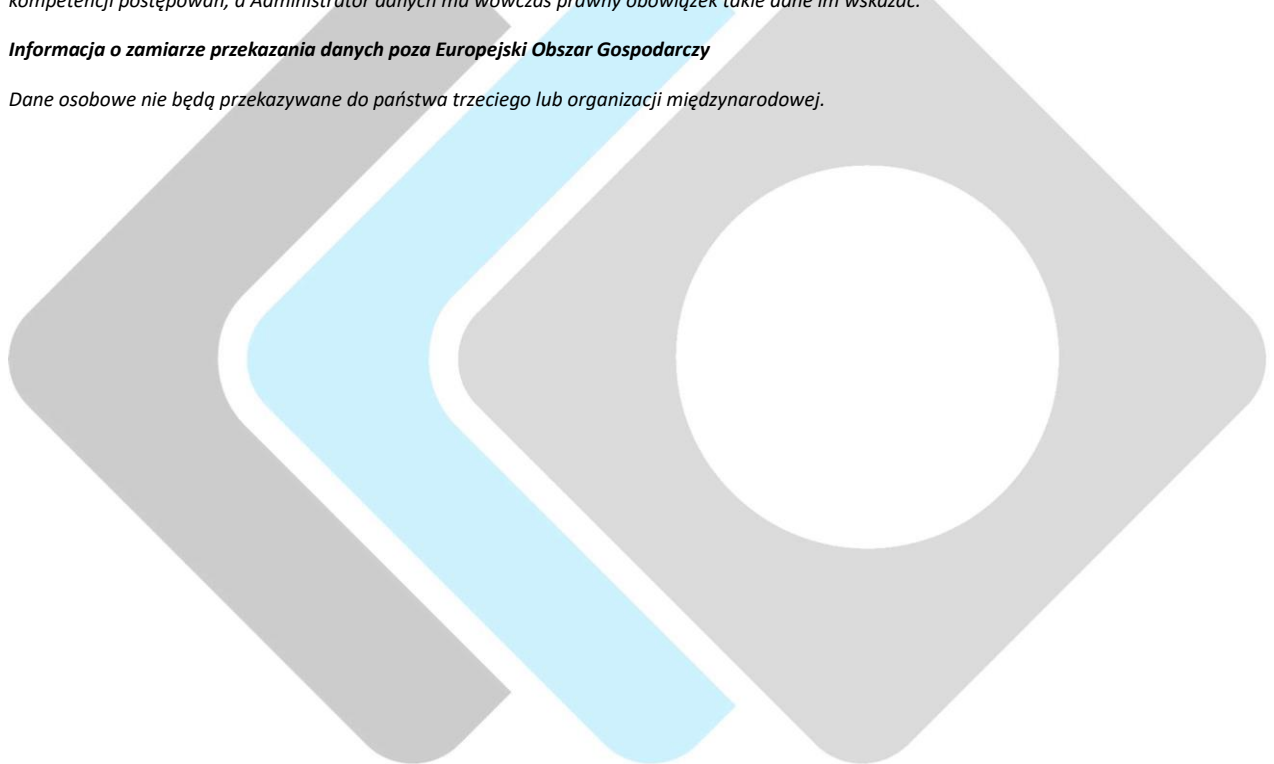 kompetencji postępowań, a Administrator danych ma wówczas prawny obowiązek takie dane im wskazać.
Informacja o zamiarze przekazania danych poza Europejski Obszar Gospodarczy
Dane osobowe nie będą przekazywane do państwa trzeciego lub organizacji międzynarodowej.